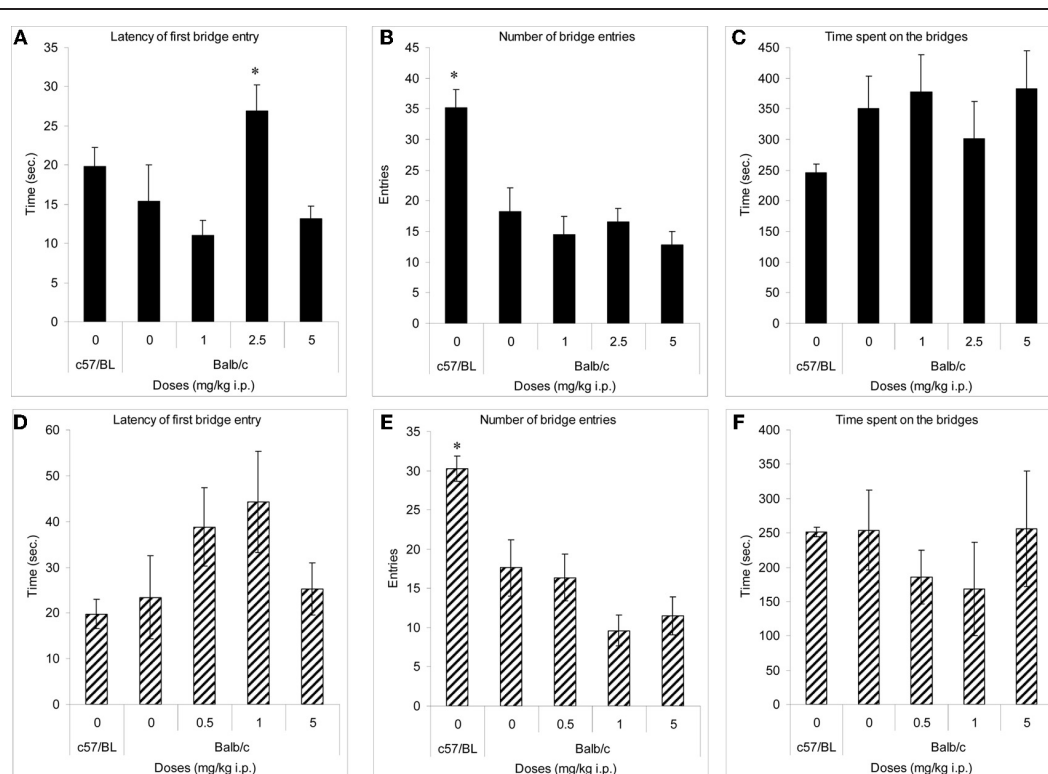 A
Latency of first bridge entry
*
35
30
25
20
15
10
5
0
Time (sec.)
0 0 1 2.5 5
c57/BL Balb/c
Doses (mg/kg i.p.)
B
Number of bridge entries
*
45
40
35
30
25
20
15
10
5
0
Entries
0 0 1 2.5 5
c57/BL Balb/c
Doses (mg/kg i.p.)
C
Time spent on the bridges
450
400
350
300
250
200
150
100
50
0
Time (sec.)
0 0 1 2.5 5
c57/BL Balb/c
Doses (mg/kg i.p.)
D
Latency of first bridge entry
60
50
40
30
20
10
0
Time (sec.)
0 0 0.5 1 5
c57/BL Balb/c
Doses (mg/kg i.p.)
E
Number of bridge entries
*
35
30
25
20
15
10
5
0
Entries
0 0 0.5 1 5
c57/BL Balb/c
Doses (mg/kg i.p.)
F
Time spent on the bridges
400
350
300
250
200
150
100
50
0
Time (sec.)
0 0 0.5 1 5
c57/BL Balb/c
Doses (mg/kg i.p.)